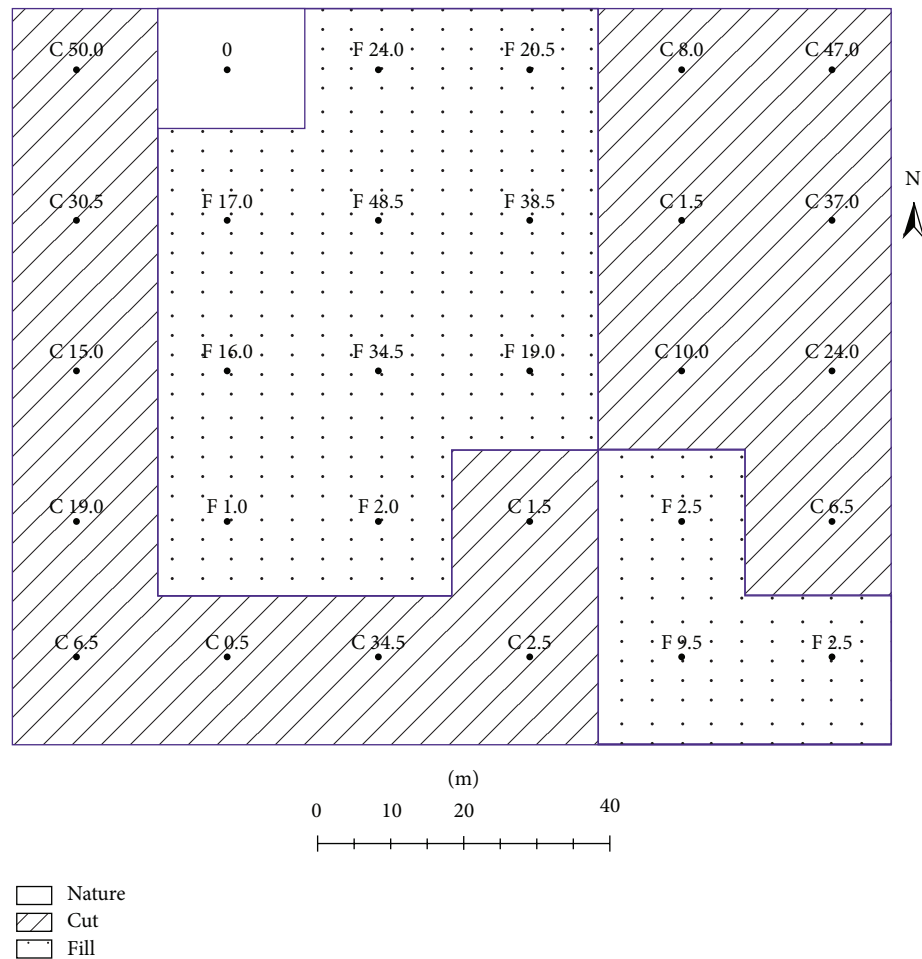 C 50.0 0 F 24.0 F 20.5 C 8.0 C 47.0
N
C 30.5 F 17.0 F 48.5 F 38.5 C 1.5 C 37.0
C 15.0 F 16.0 F 34.5 F 19.0 C 10.0 C 24.0
C 19.0 F 1.0 F 2.0 C 1.5 F 2.5 C 6.5
C 6.5 C 0.5 C 34.5 C 2.5 F 9.5 F 2.5
(m)
0 10 20 40
Nature
Cut
Fill